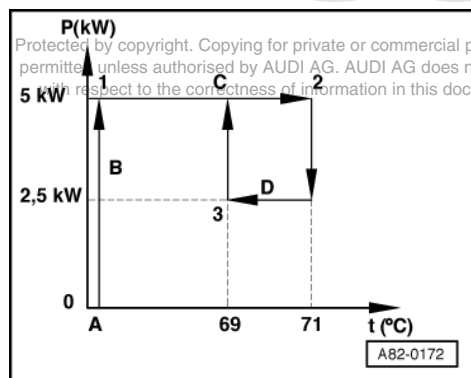 P(kW)
Protected by copyright. Copying for private or commercial p
permitted unless authorised by AUDI AG. AUDI AG does n
with respect to the correctness of information in this doc
1 C 2
5 kW
B
D
2,5 kW
3
0
A 69 71 t (ºC)
A82-0172